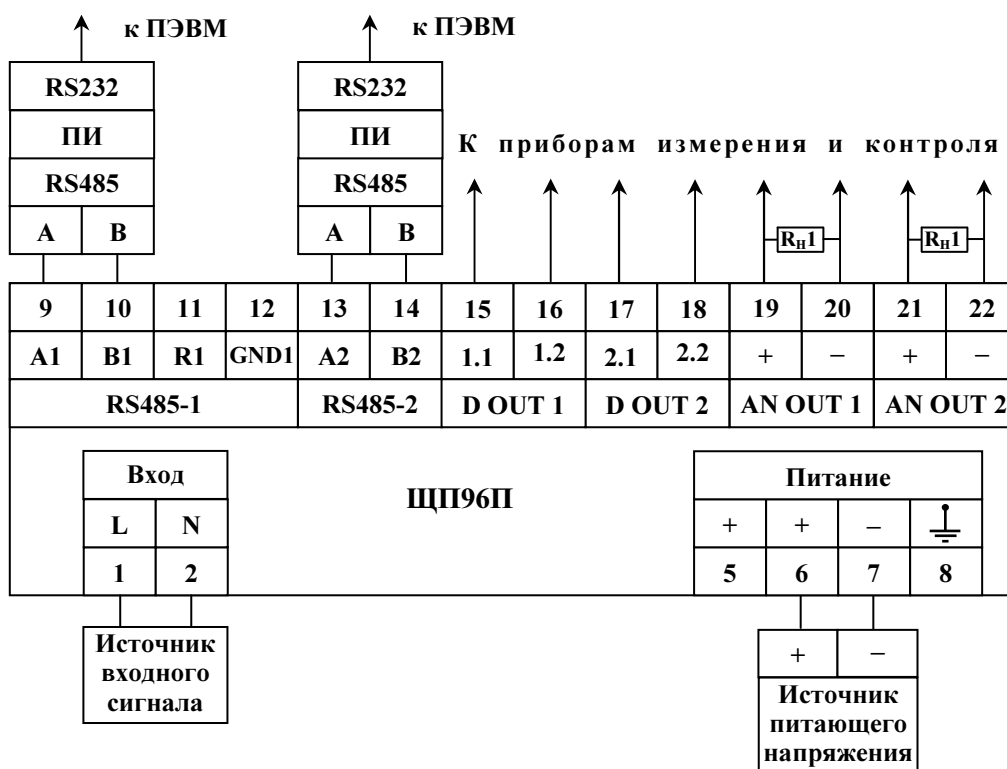 к ПЭВМ к ПЭВМ
RS232 RS232
ПИ ПИ
К приборам измерения и контроля
RS485 RS485
A B A B
RН1 RН1
9 10 11 12 13 14 15 16 17 18 19 20 21 22
A1 B1 R1 GND1 A2 B2 1.1 1.2 2.1 2.2 + – + –
RS485-1 RS485-2 D OUT 1 D OUT 2 AN OUT 1 AN OUT 2
Вход Питание
ЩП96П
L N + + –
1 2 5 6 7 8
Источник
входного
сигнала
+ –
Источник
питающего
напряжения